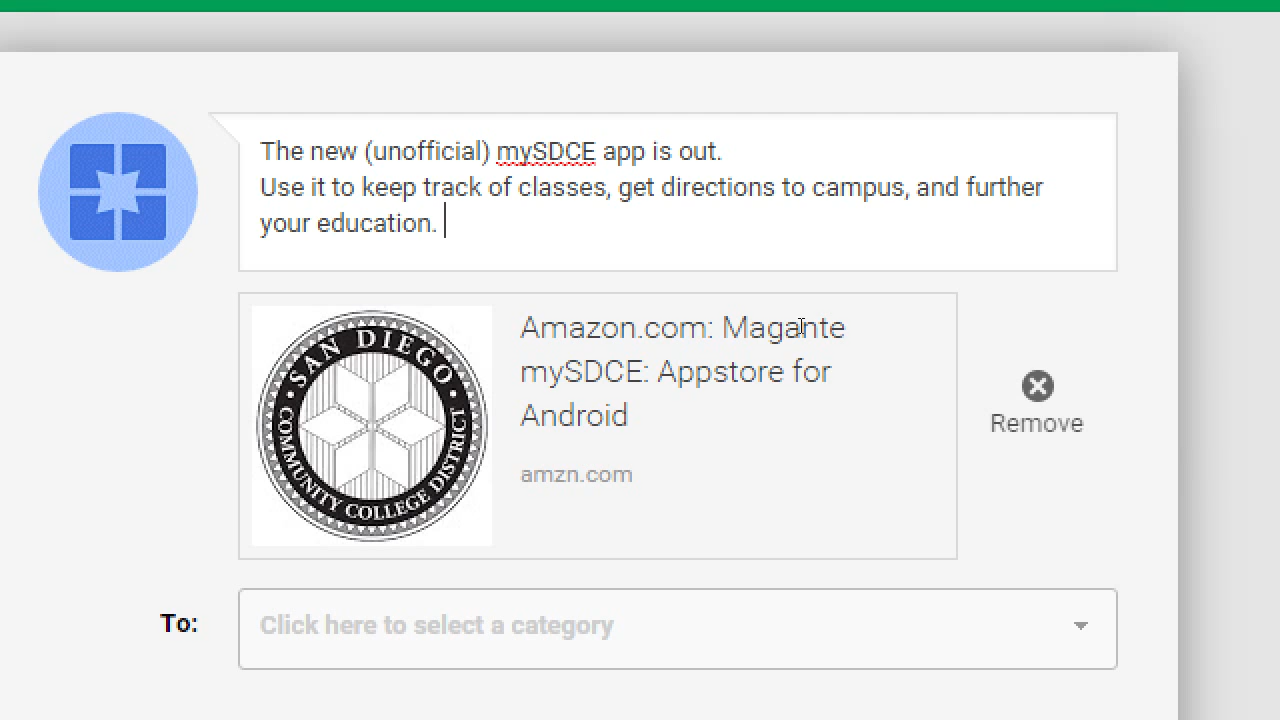 The new (unofficial) mySDCE app is out.
Use it to keep track of classes, get directions to campus, and further
your education.
SAN DIEGO
COMMUNITY COLLEGE DISTRICT
Amazon.com: Magante
mySDCE: Appstore for
Android
amzn.com
Remove
To:
Click here to select a category